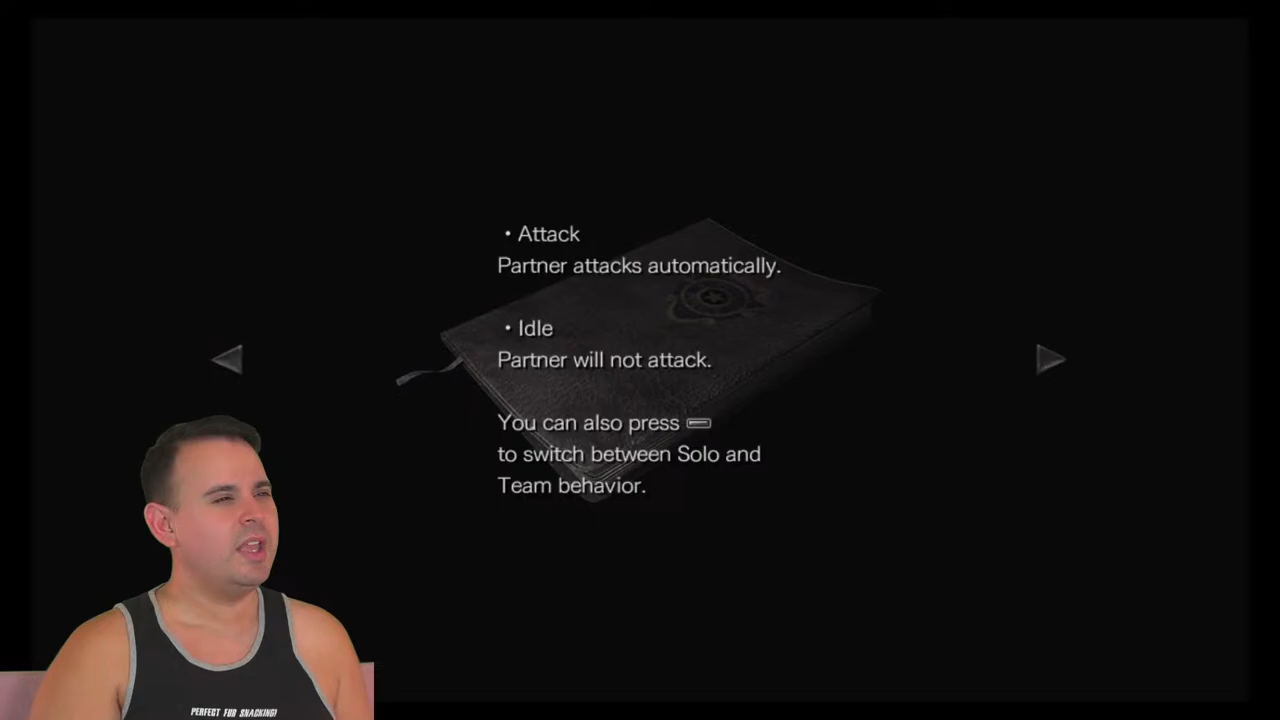 ・Attack
Partner attacks automatically.
・Idle
Partner will not attack.
You can also press
to switch between Solo and
Team behavior.
PERFECT FUR SNACKING!